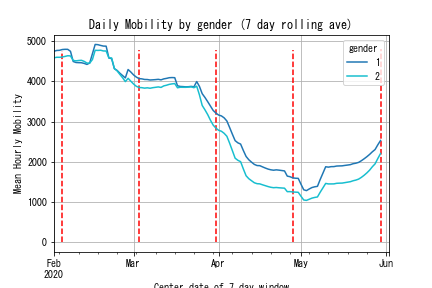 Daily Mobility by gender (7 day rolling ave)
gender
1
2
Mean Hourly Mobility
5000
4000
3000
2000
1000
0
Feb Mar Apr May Jun
2020
Center date of 7 day window